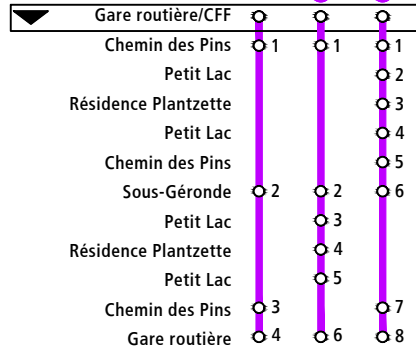 Gare routière/CFF
Chemin des Pins 1 1 1
Petit Lac 2
Résidence Plantzette 3
Petit Lac 4
Chemin des Pins 5
Sous-Géronde 2 2 6
Petit Lac 3
Résidence Plantzette 4
Petit Lac 5
Chemin des Pins 3 7
Gare routière 4 6 8